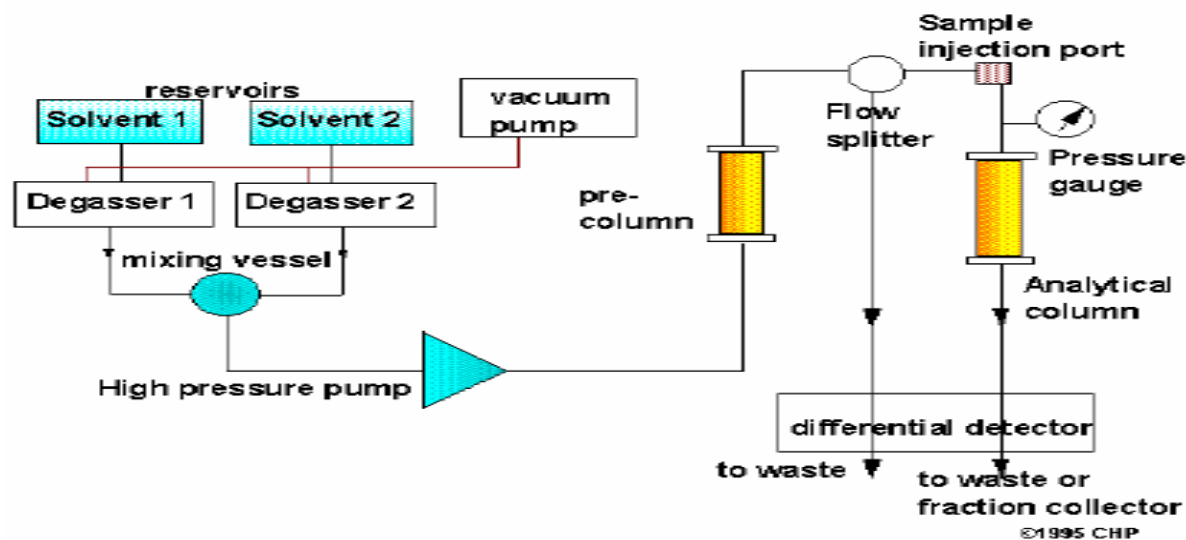 reservoirs
Solvent 1
Solvent 2
vacuum
pump
Degasser 1
Degasser 2
mixing vessel
High pressure pump
pre-
column
Flow
splitter
Sample
injection port
Pressure
gauge
Analytical
column
differential detector
to waste
to waste or
fraction collector
©1995 CHP